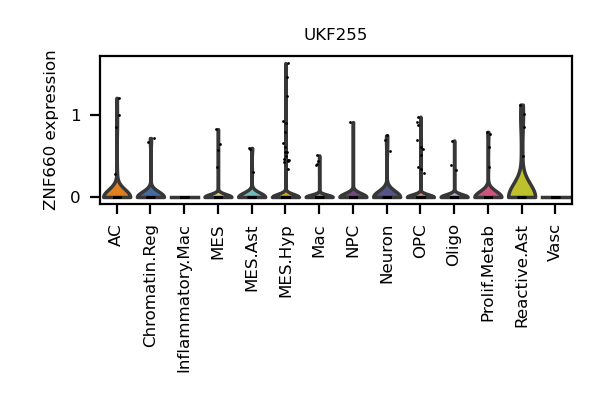 UKF255
ZNF660 expression
1
0
AC
Chromatin.Reg
Inflammatory.Mac
MES
MES.Ast
MES.Hyp
Mac
NPC
Neuron
OPC
Oligo
Prolif.Metab
Reactive.Ast
Vasc